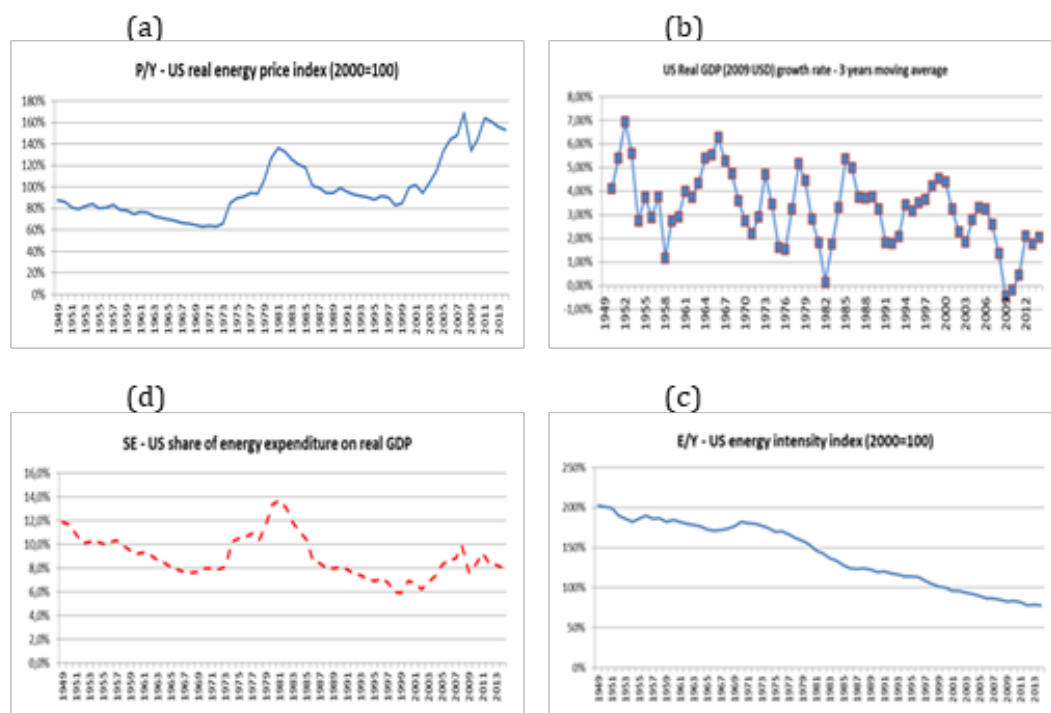 (a)
P/Y - US real energy price index (2000=100)
180%
160%
140%
120%
100%
80%
60%
40%
20%
0%
1949 1951 1953 1955 1957 1959 1961 1963 1965 1967 1969 1971 1973 1975 1977 1979 1981 1983 1985 1987 1989 1991 1993 1995 1997 1999 2001 2003 2005 2007 2009 2011 2013
(b)
US Real GDP (2009 USD) growth rate - 3 years moving average
8,00%
7,00%
6,00%
5,00%
4,00%
3,00%
2,00%
1,00%
0,00%
-1,00%
1949 1952 1955 1958 1961 1964 1967 1970 1973 1976 1979 1982 1985 1988 1991 1994 1997 2000 2003 2006 2009 2012
(d)
SE - US share of energy expenditure on real GDP
16,0%
14,0%
12,0%
10,0%
8,0%
6,0%
4,0%
2,0%
0,0%
1949 1951 1953 1955 1957 1959 1961 1963 1965 1967 1969 1971 1973 1975 1977 1979 1981 1983 1985 1987 1989 1991 1993 1995 1997 1999 2001 2003 2005 2007 2009 2011 2013
(c)
E/Y - US energy intensity index (2000=100)
250%
200%
150%
100%
50%
0%
1949 1951 1953 1955 1957 1959 1961 1963 1965 1967 1969 1971 1973 1975 1977 1979 1981 1983 1985 1987 1989 1991 1993 1995 1997 1999 2001 2003 2005 2007 2009 2011 2013